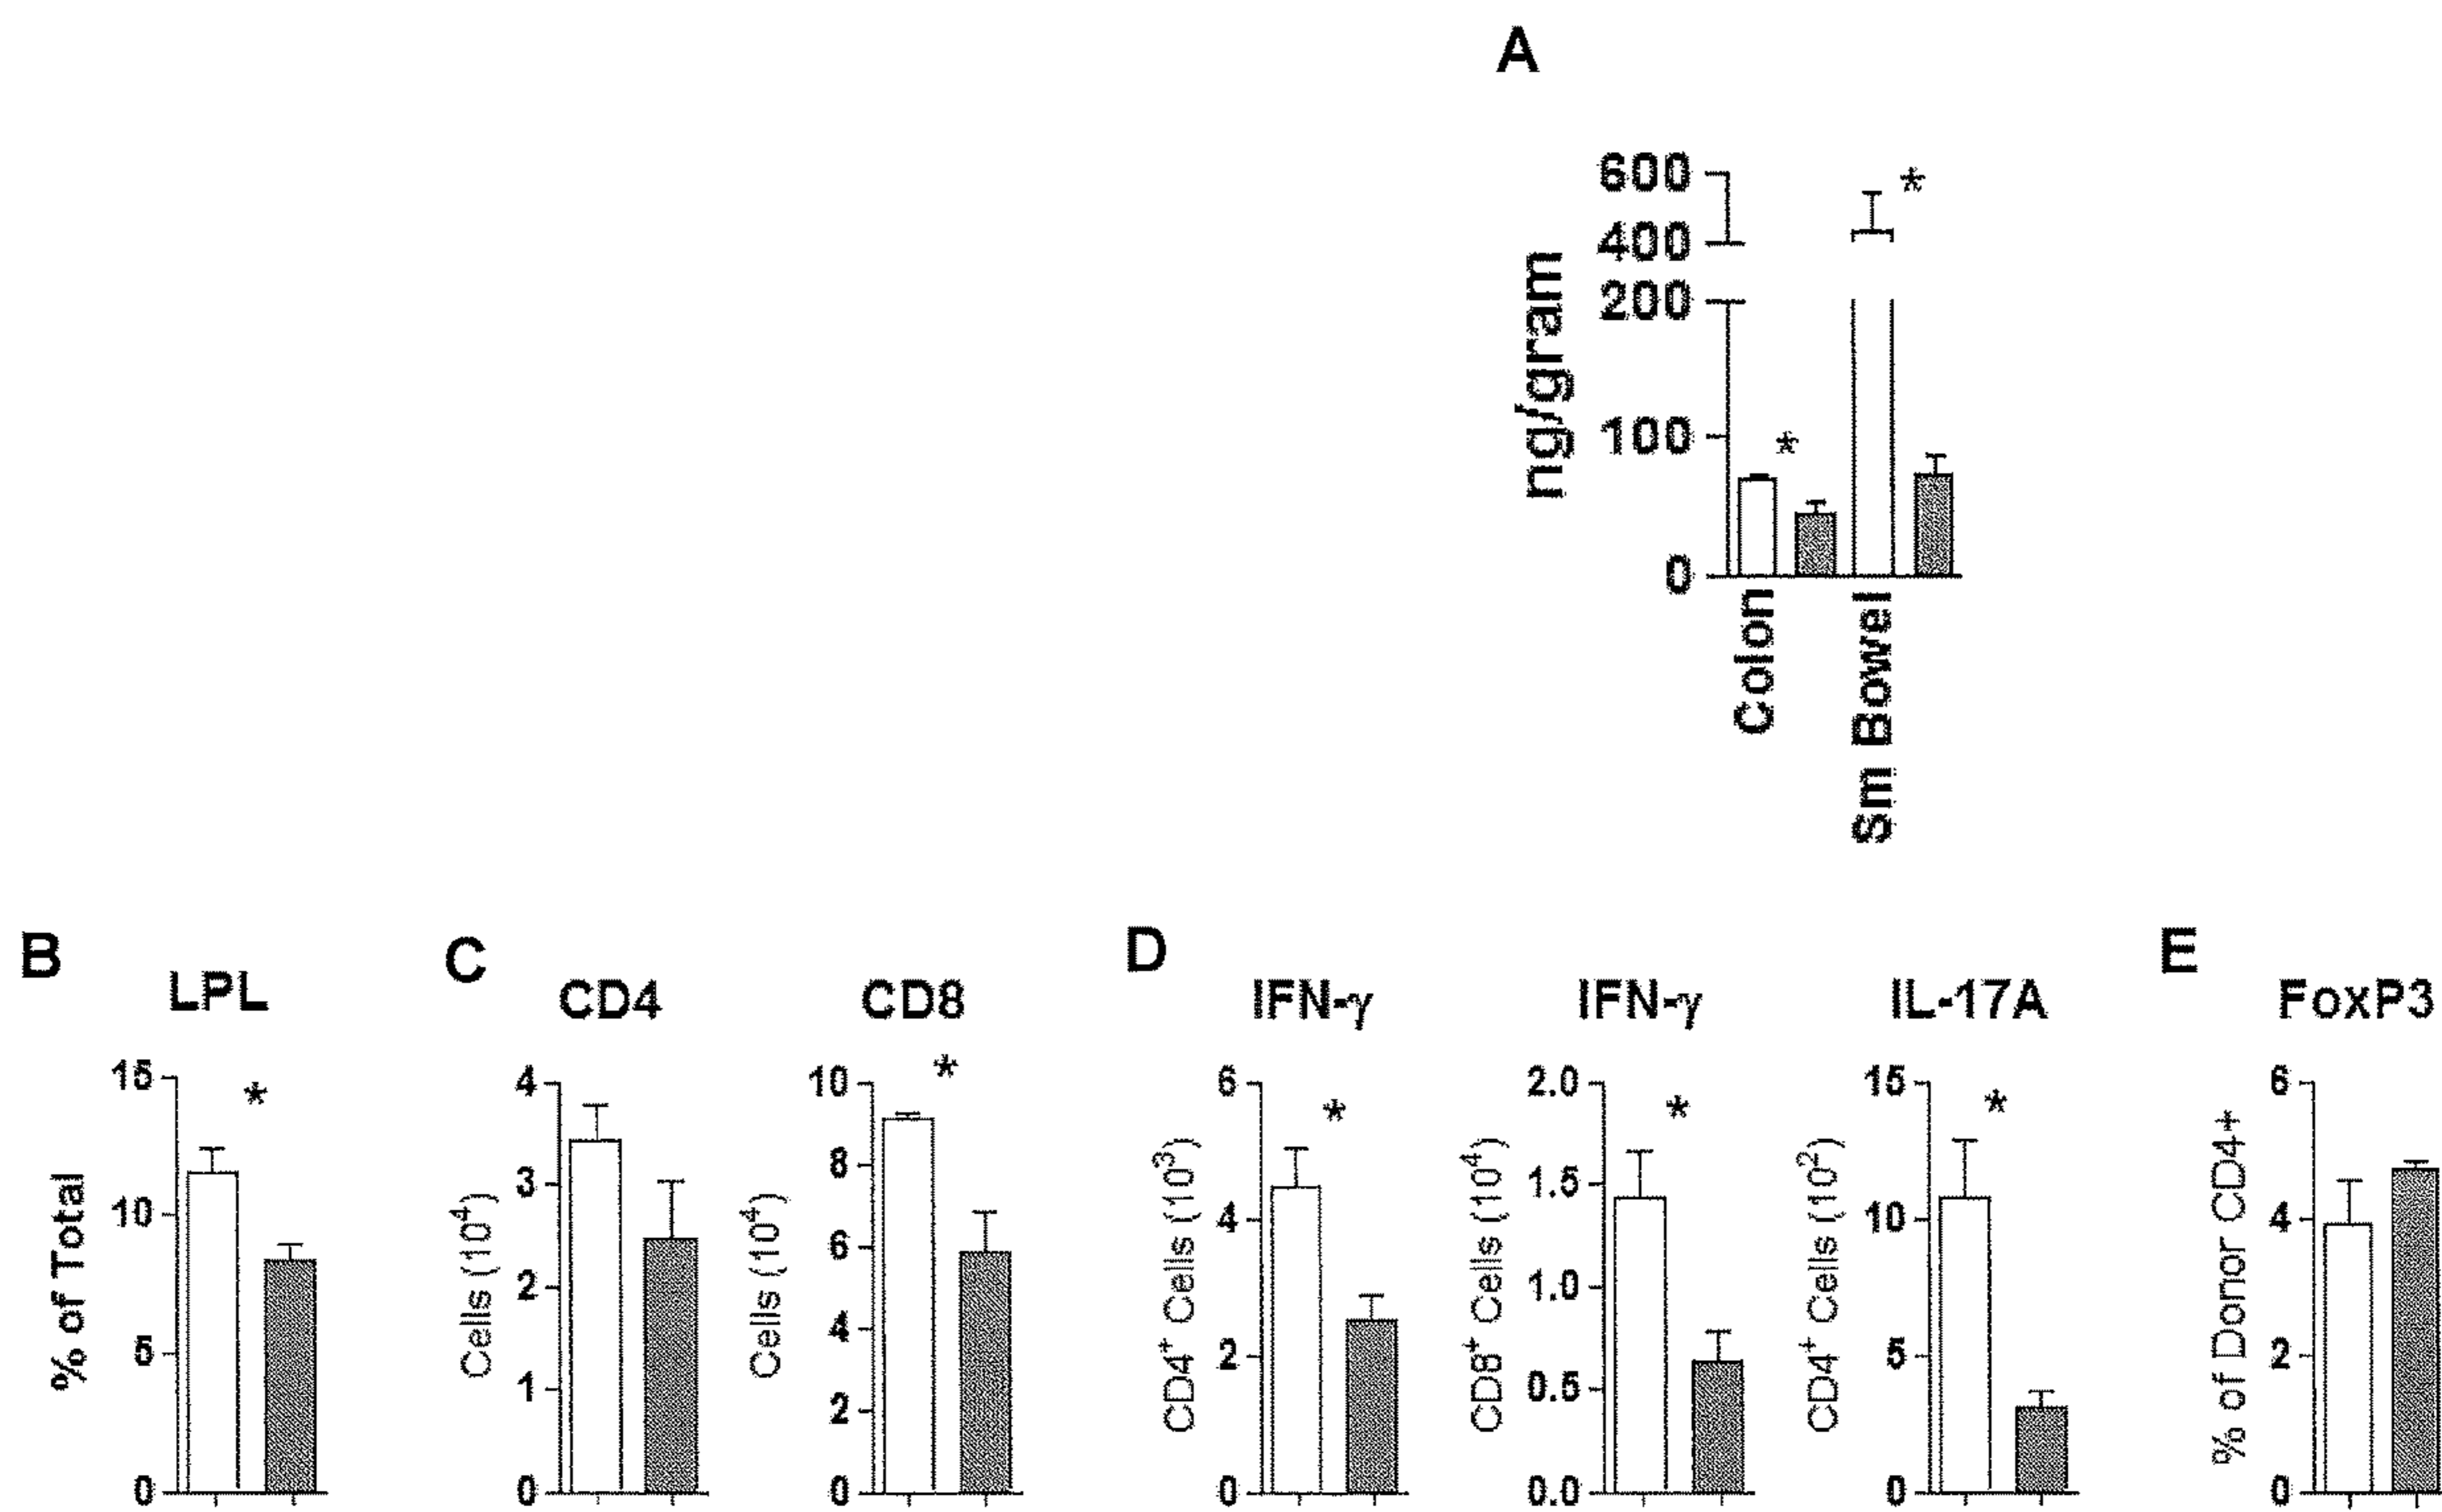 A
600
*
400
200
100
*
0
ng/gram
Colon
Sm Bowel
B
LPL
15
*
10
5
0
% of Total
C
CD4
4
3
2
1
0
Cells (10⁴)
CD8
10
*
8
6
4
2
0
Cells (10⁴)
D
IFN-γ
6
*
4
2
0
CD4⁺ Cells (10³)
IFN-γ
2.0
*
1.5
1.0
0.5
0.0
CD8⁺ Cells (10⁴)
IL-17A
15
*
10
5
0
CD4⁺ Cells (10²)
E
FoxP3
6
4
2
0
% of Donor CD4+